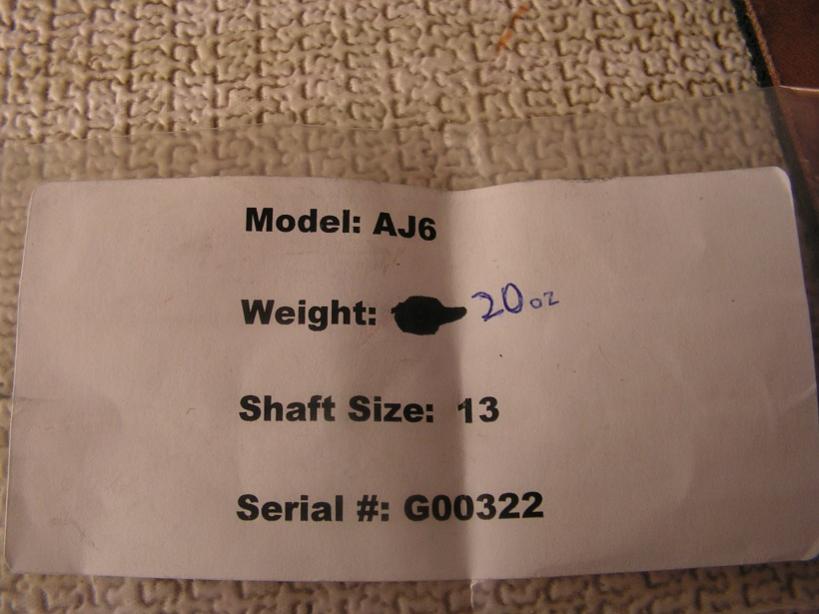 Model: AJ6
Weight: 20oz
Shaft Size: 13
Serial #: G00322